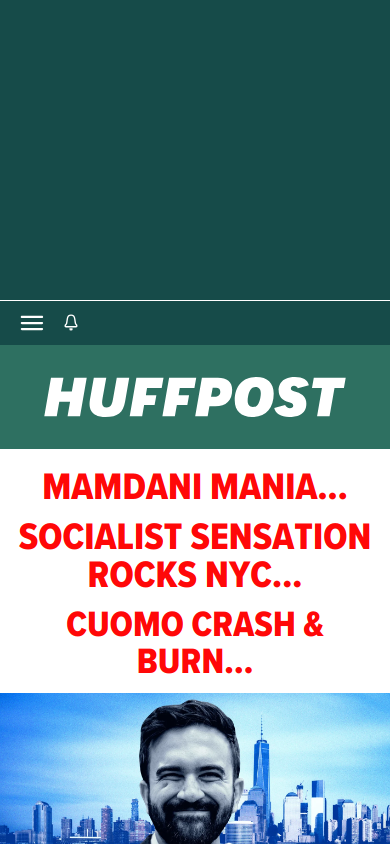 HUFFPOST
MAMDANI MANIA...
SOCIALIST SENSATION
ROCKS NYC...
CUOMO CRASH &
BURN...